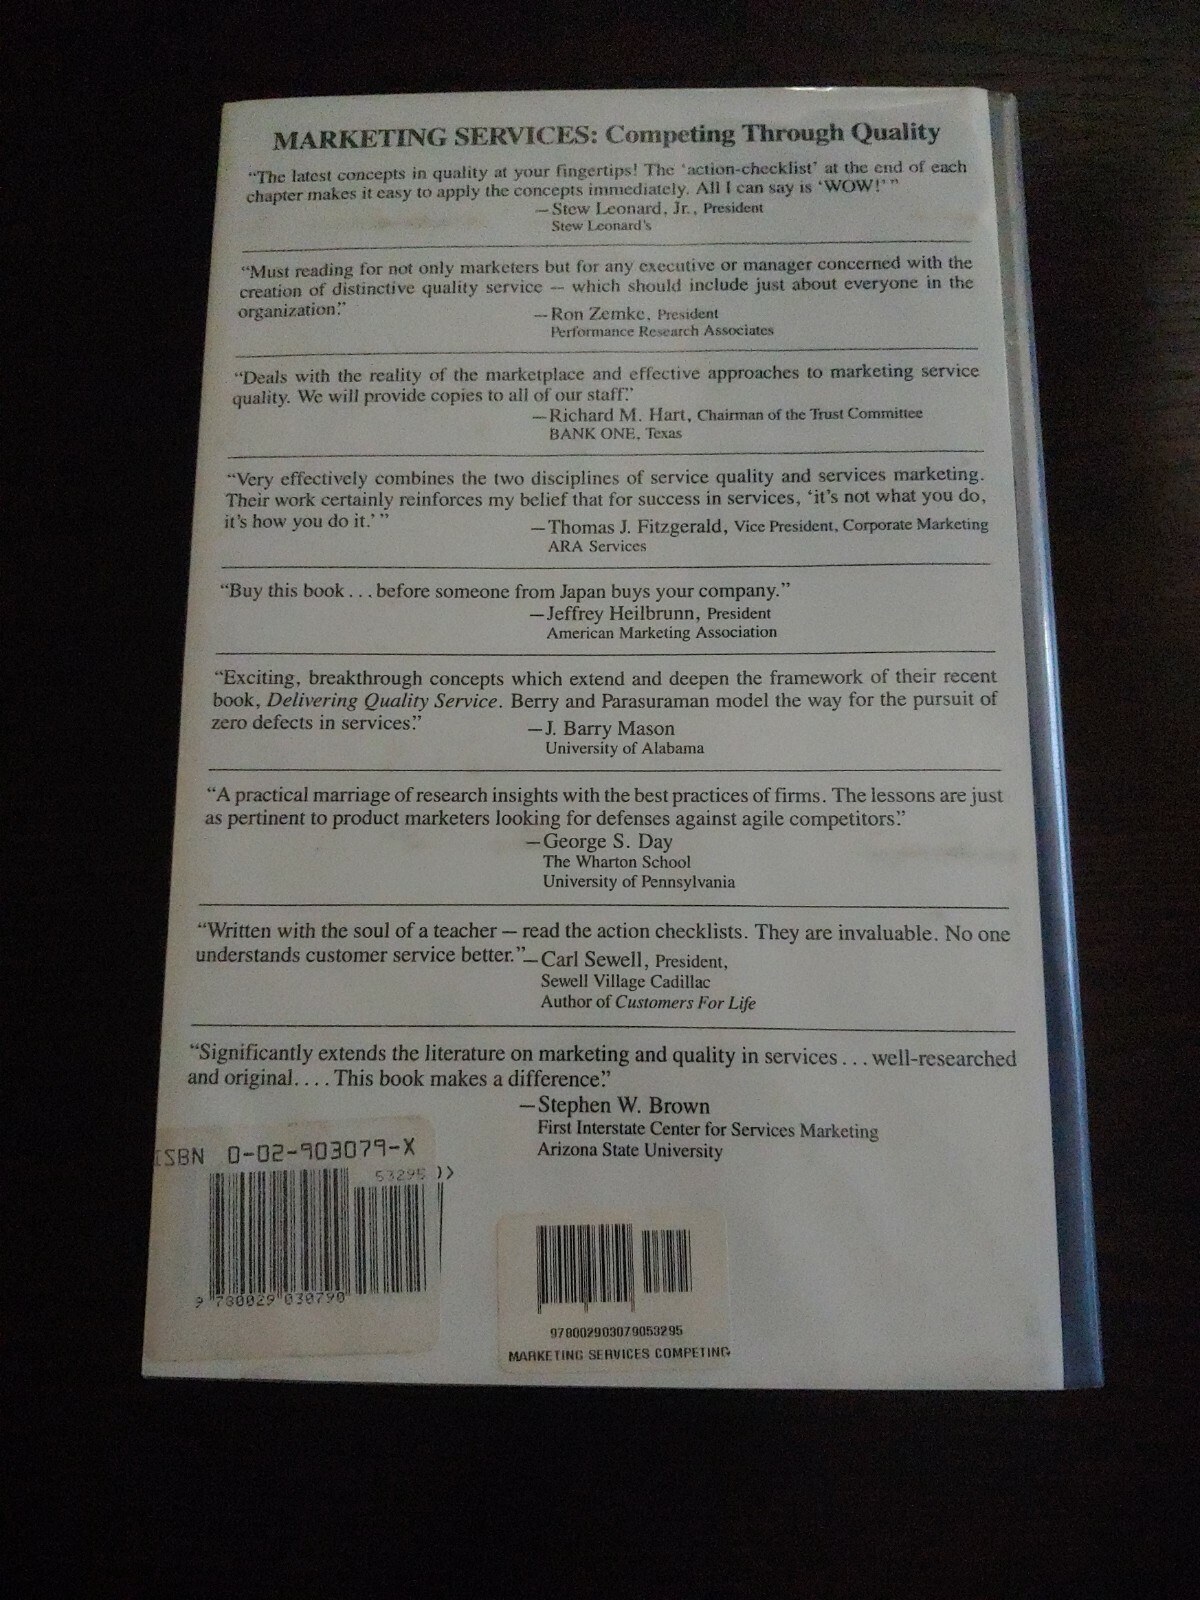 MARKETING SERVICES: Competing Through Quality
“The latest concepts in quality at your fingertips! The ‘action-checklist’ at the end of each
chapter makes it easy to apply the concepts immediately. All I can say is ‘WOW!’ ”
—Stew Leonard, Jr., President
Stew Leonard's
“Must reading for not only marketers but for any executive or manager concerned with the
creation of distinctive quality service — which should include just about everyone in the
organization.”
—Ron Zemke, President
Performance Research Associates
“Deals with the reality of the marketplace and effective approaches to marketing service
quality. We will provide copies to all of our staff.”
—Richard M. Hart, Chairman of the Trust Committee
BANK ONE, Texas
“Very effectively combines the two disciplines of service quality and services marketing.
Their work certainly reinforces my belief that for success in services, ‘it's not what you do,
it's how you do it.’ ”
—Thomas J. Fitzgerald, Vice President, Corporate Marketing
ARA Services
“Buy this book . . . before someone from Japan buys your company.”
—Jeffrey Heilbrunn, President
American Marketing Association
“Exciting, breakthrough concepts which extend and deepen the framework of their recent
book, Delivering Quality Service. Berry and Parasuraman model the way for the pursuit of
zero defects in services.”
—J. Barry Mason
University of Alabama
“A practical marriage of research insights with the best practices of firms. The lessons are just
as pertinent to product marketers looking for defenses against agile competitors.”
—George S. Day
The Wharton School
University of Pennsylvania
“Written with the soul of a teacher — read the action checklists. They are invaluable. No one
understands customer service better.”—Carl Sewell, President,
Sewell Village Cadillac
Author of Customers For Life
“Significantly extends the literature on marketing and quality in services . . . well-researched
and original. . . . This book makes a difference.”
—Stephen W. Brown
First Interstate Center for Services Marketing
Arizona State University
ISBN 0-02-903079-X
53295
9 780029 030790
978002903079053295
MARKETING SERVICES COMPETING